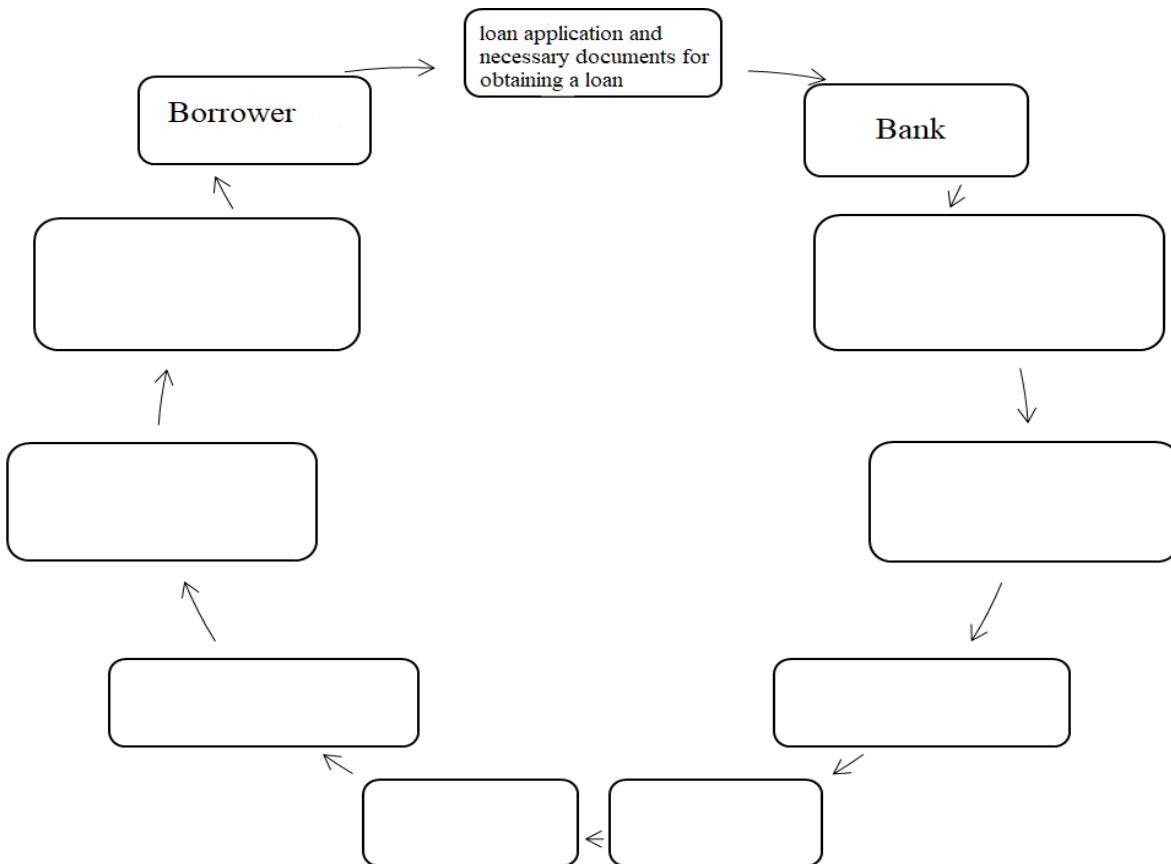 loan application and
necessary documents for
obtaining a loan
Borrower
Bank